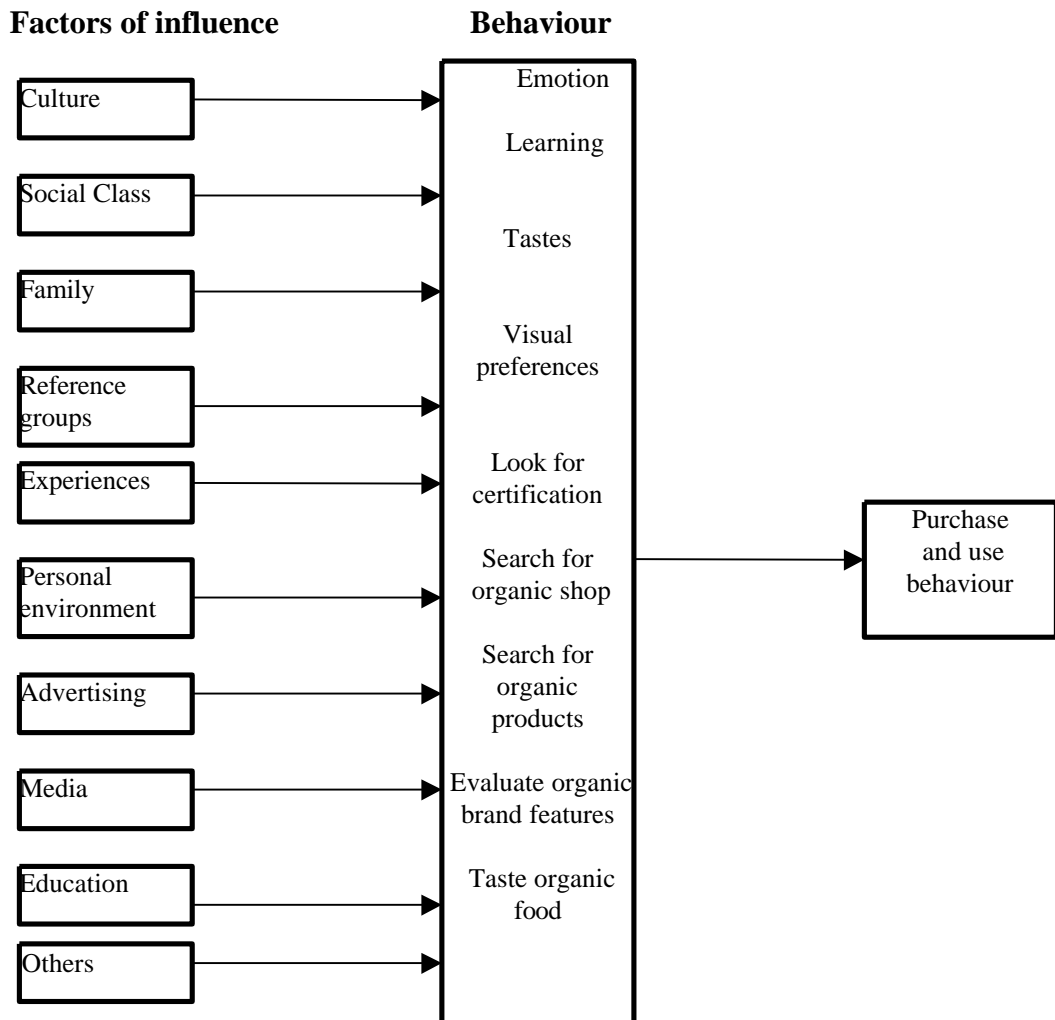 Factors of influence
Behaviour
Culture
Social Class
Family
Reference
groups
Experiences
Personal
environment
Advertising
Media
Education
Others
Emotion
Learning
Tastes
Visual
preferences
Look for
certification
Search for
organic shop
Search for
organic
products
Evaluate organic
brand features
Taste organic
food
Purchase
and use
behaviour